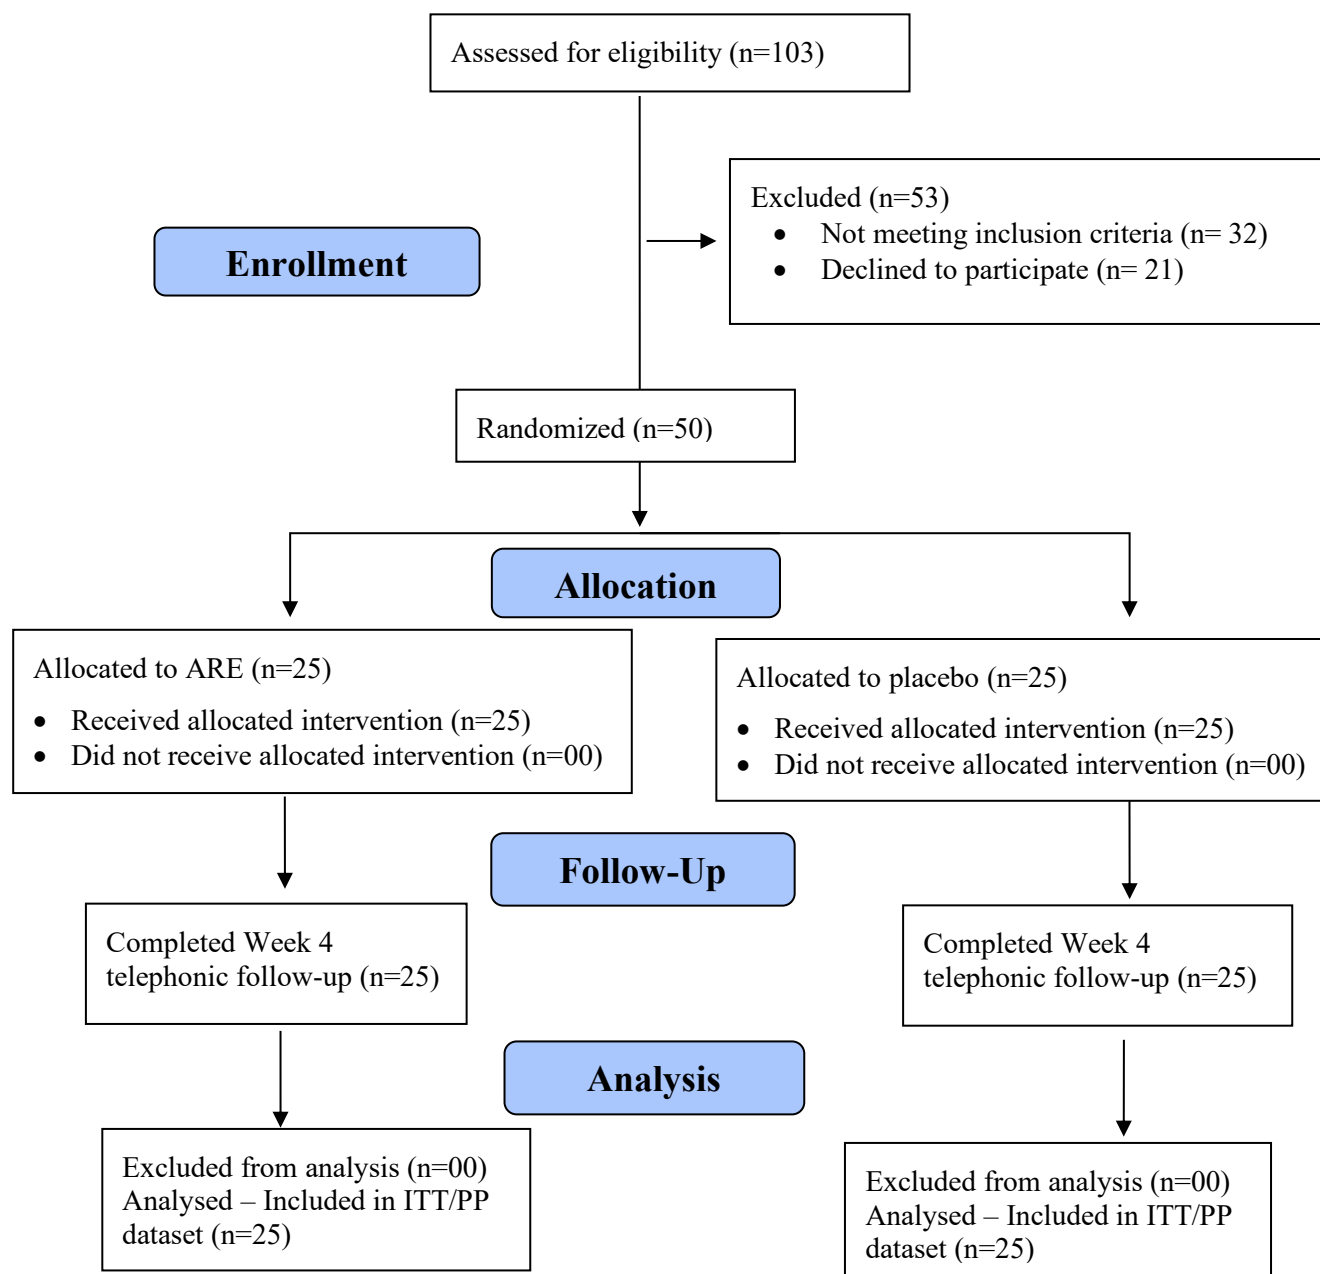 Assessed for eligibility (n=103)
Excluded (n=53)
• Not meeting inclusion criteria (n= 32)
• Declined to participate (n= 21)
Enrollment
Randomized (n=50)
Allocation
Allocated to ARE (n=25)
• Received allocated intervention (n=25)
• Did not receive allocated intervention (n=00)
Allocated to placebo (n=25)
• Received allocated intervention (n=25)
• Did not receive allocated intervention (n=00)
Follow-Up
Completed Week 4
telephonic follow-up (n=25)
Completed Week 4
telephonic follow-up (n=25)
Analysis
Excluded from analysis (n=00)
Analysed – Included in ITT/PP
dataset (n=25)
Excluded from analysis (n=00)
Analysed – Included in ITT/PP
dataset (n=25)